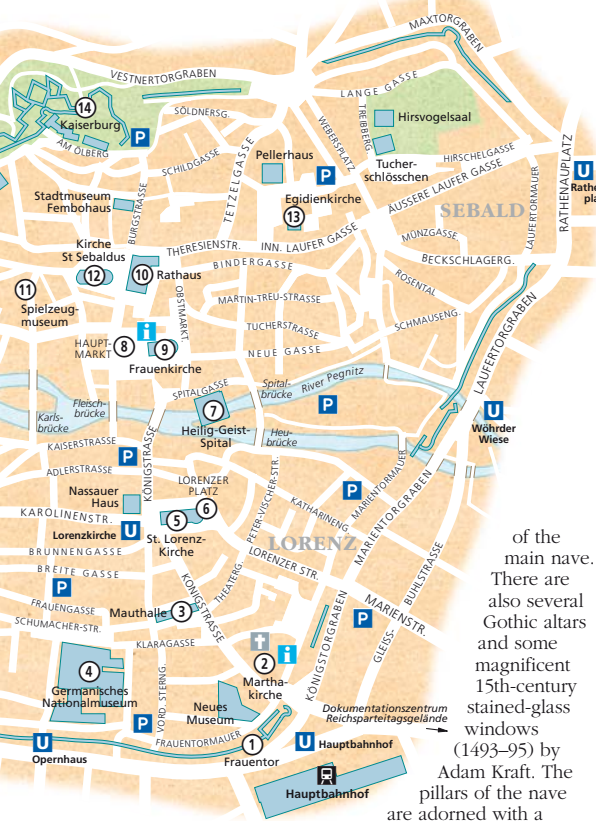 MAXTORGRABEN
VESTNERTORGRABEN
LANGE GASSE
14
Kaiserburg
SÖLDNERSG.
P
AM ÖLBERG
SCHILDGASSE
TETZELGASSE
WEBERSPLATZ
TREIBBERG
Hirsvogelsaal
Pellerhaus
P
Tucher-
schlösschen
HIRSCHELGASSE
ÄUSSERE LAUFER GASSE
LAUFERTORMAUER
RATHENAUPLATZ
U
Rathe
pla
Stadtmuseum
Fembohaus
BURGSTRASSE
Egidienkirche
13
SEBALD
Kirche
St Sebaldus
12
THERESIENSTR.
INN. LAUFER GASSE
MÜNZGASSE
BECKSCHLAGERG.
10
Rathaus
BINDERGASSE
ROSENTAL
11
Spielzeug-
museum
OBSTMARKT.
MARTIN-TREU-STRASSE
TUCHERSTRASSE
SCHMAUSENG.
HAUPT-
MARKT
8
i
9
Frauenkirche
NEUE GASSE
LAUFERTORGRABEN
SPITALGASSE
Spital-
brücke
River Pegnitz
Karls-
brücke
Fleisch-
brücke
7
Heilig-Geist-
Spital
Heu-
brücke
P
U
Wöhrder
Wiese
KAISERSTRASSE
P
ADLERSTRASSE
KÖNIGSTRASSE
Nassauer
Haus
LORENZER
PLATZ
6
5
St. Lorenz-
Kirche
PETER-VISCHER-STR.
P
KATHARINENG.
MARIENTORMAUER
MARIENTORGRABEN
KAROLINENSTR.
Lorenzkirche
U
BRUNNENGASSE
BREITE GASSE
LORENZER STR.
LORENZ
P
FRAUENGASSE
Mauthalle
3
KÖNIGSTRASSE
THEATERG.
MARIENSTR.
P
GLEISS-
BÜHLSTRASSE
SCHUMACHER-STR.
KLARAGASSE
4
Germanisches
Nationalmuseum
VORD. STERNG.
2
i
Martha-
kirche
KÖNIGSTORGRABEN
Neues
Museum
P
FRAUENTORMAUER
1
Frauentor
Dokumentationszentrum
Reichsparteitagsgelände
U
Opernhaus
U
Hauptbahnhof
Hauptbahnhof
of the
main nave.
There are
also several
Gothic altars
and some
magnificent
15th-century
stained-glass
windows
(1493–95) by
Adam Kraft. The
pillars of the nave
are adorned with a